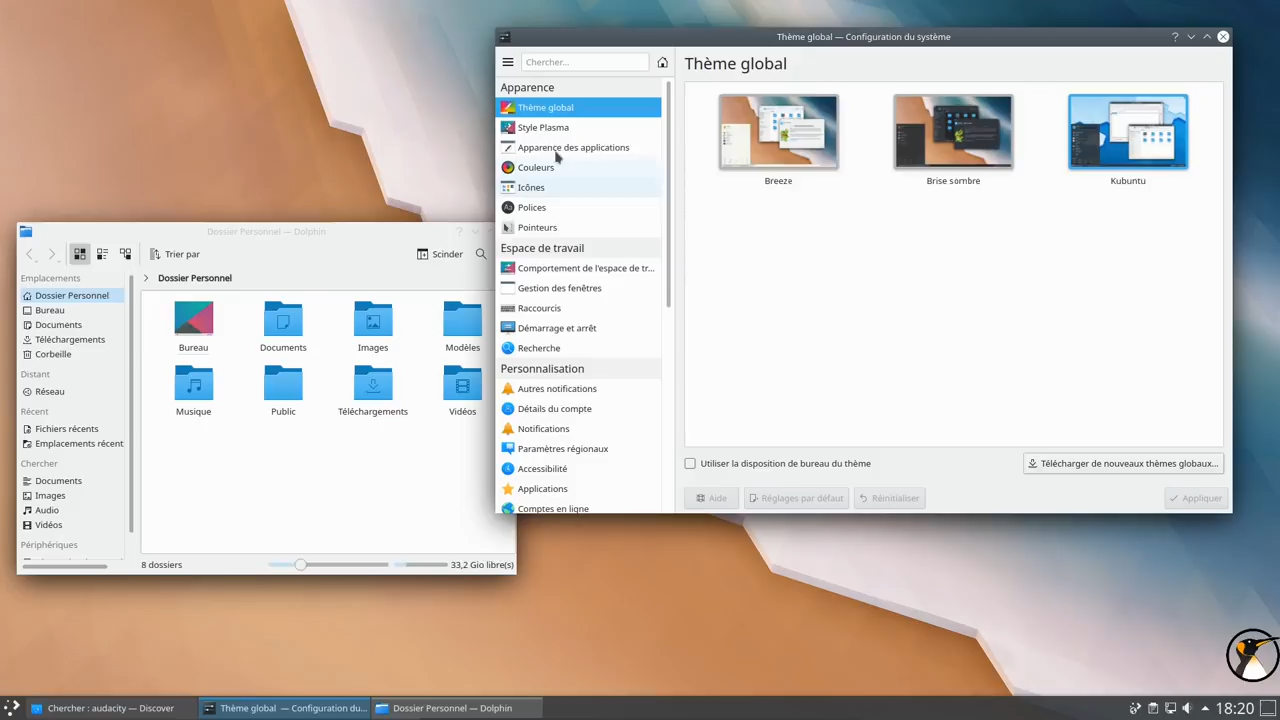 Thème global — Configuration du système
Chercher...
Thème global
Apparence
Thème global
Style Plasma
Apparence des applications
Couleurs
Icônes
Polices
Pointeurs
Espace de travail
Comportement de l'espace de tr...
Gestion des fenêtres
Raccourcis
Démarrage et arrêt
Recherche
Personnalisation
Autres notifications
Détails du compte
Notifications
Paramètres régionaux
Accessibilité
Applications
Comptes en ligne
Breeze
Brise sombre
Kubuntu
Utiliser la disposition de bureau du thème
Télécharger de nouveaux thèmes globaux...
Aide
Réglages par défaut
Réinitialiser
Appliquer
Dossier Personnel — Dolphin
Trier par
Scinder
Emplacements
Dossier Personnel
Bureau
Documents
Téléchargements
Corbeille
Distant
Réseau
Récent
Fichiers récents
Emplacements récent
Chercher
Documents
Images
Audio
Vidéos
Périphériques
Dossier Personnel
Bureau
Documents
Images
Modèles
Musique
Public
Téléchargements
Vidéos
8 dossiers
33,2 Gio libre(s)
Chercher : audacity — Discover
Thème global — Configuration du...
Dossier Personnel — Dolphin
18:20